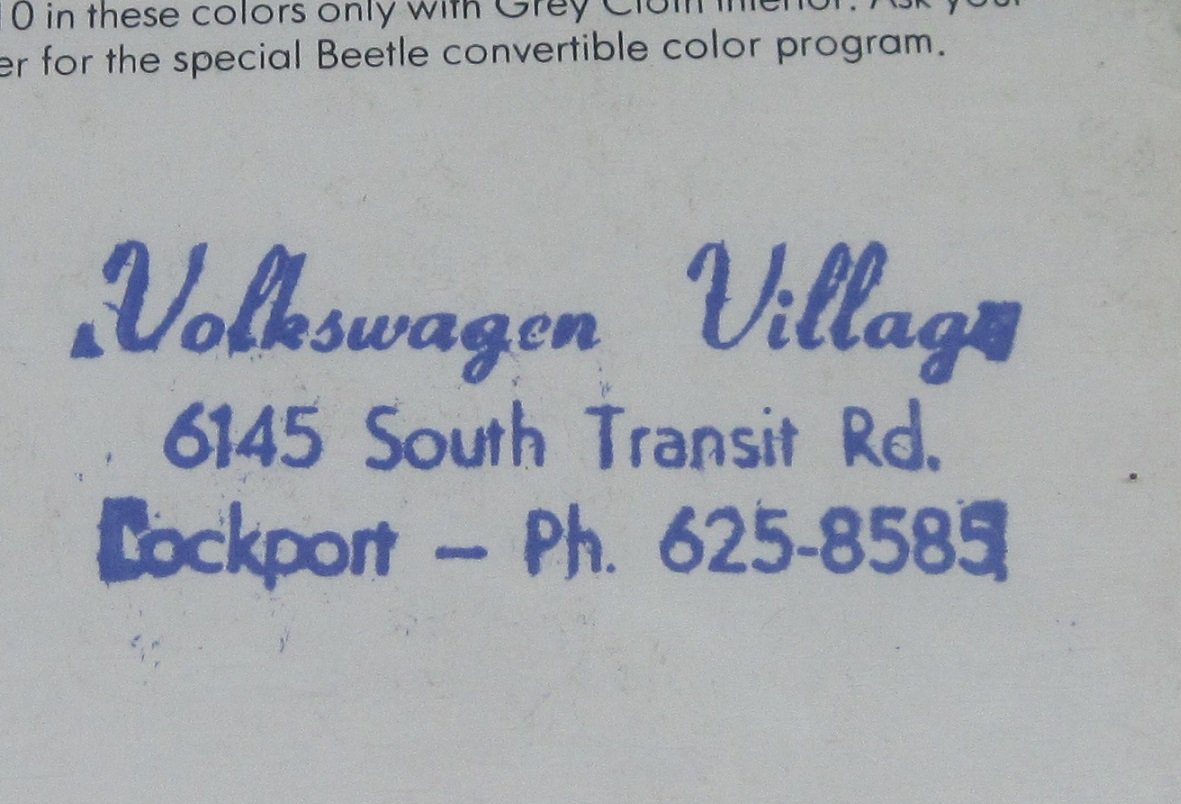 0 in these colors only with Grey Cloth Interior. Ask your
er for the special Beetle convertible color program.
Volkswagen Village
6145 South Transit Rd.
Lockport – Ph. 625-8585